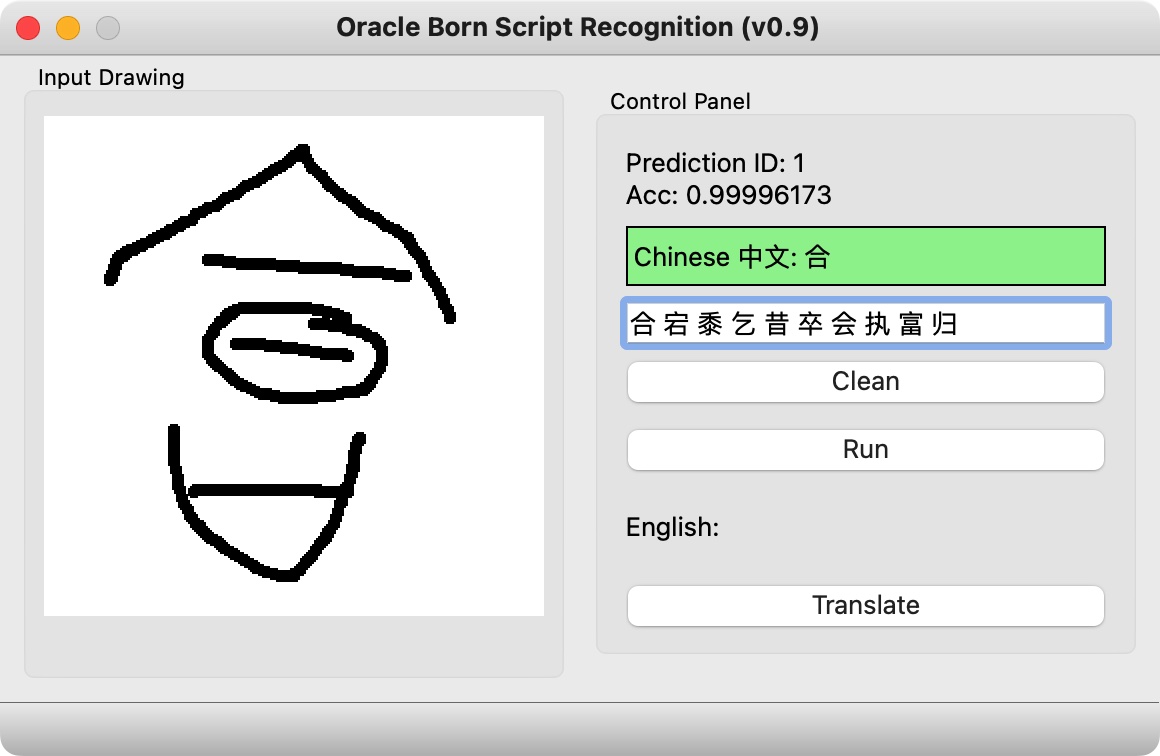 Oracle Born Script Recognition (v0.9)
Input Drawing
Control Panel
Prediction ID: 1
Acc: 0.99996173
Chinese 中文: 合
合 宕 黍 乞 昔 卒 会 执 富 归
Clean
Run
English:
Translate